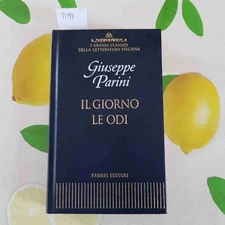 I GRANDI CLASSICI
DELLA LETTERATURA ITALIANA
Giuseppe
Parini
IL GIORNO
LE ODI
FABBRI EDITORI